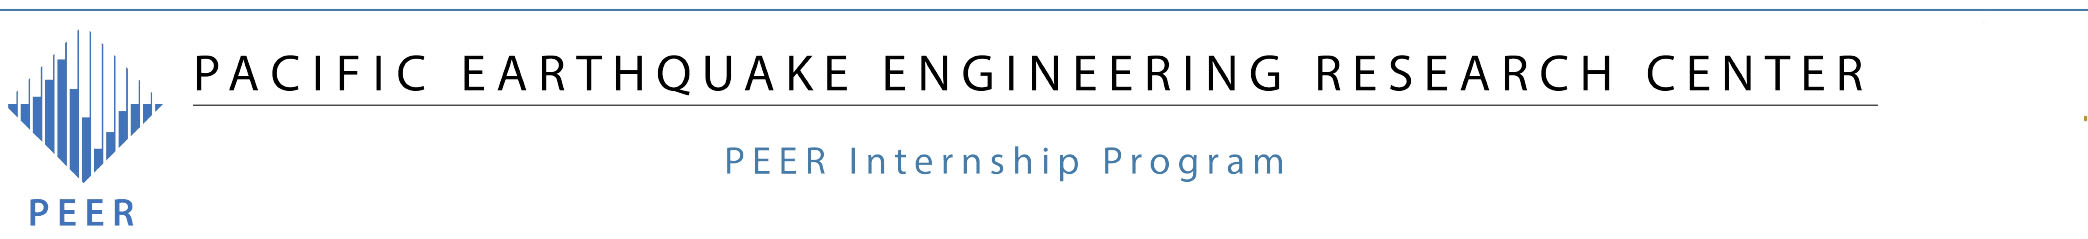 PACIFIC EARTHQUAKE ENGINEERING RESEARCH CENTER
PEER Internship Program
PEER